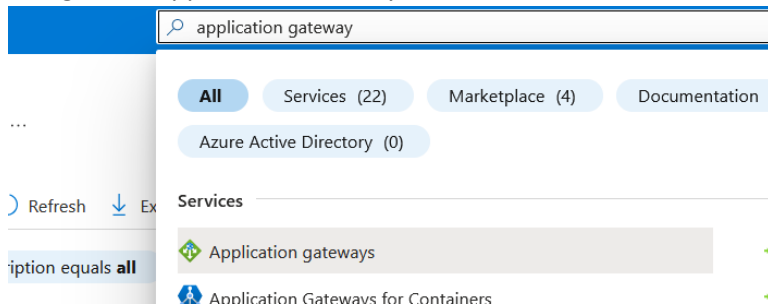 application gateway
All Services (22) Marketplace (4) Documentation
...
Azure Active Directory (0)
Refresh Ex
Services
Application gateways
ription equals all
Application Gateways for Containers